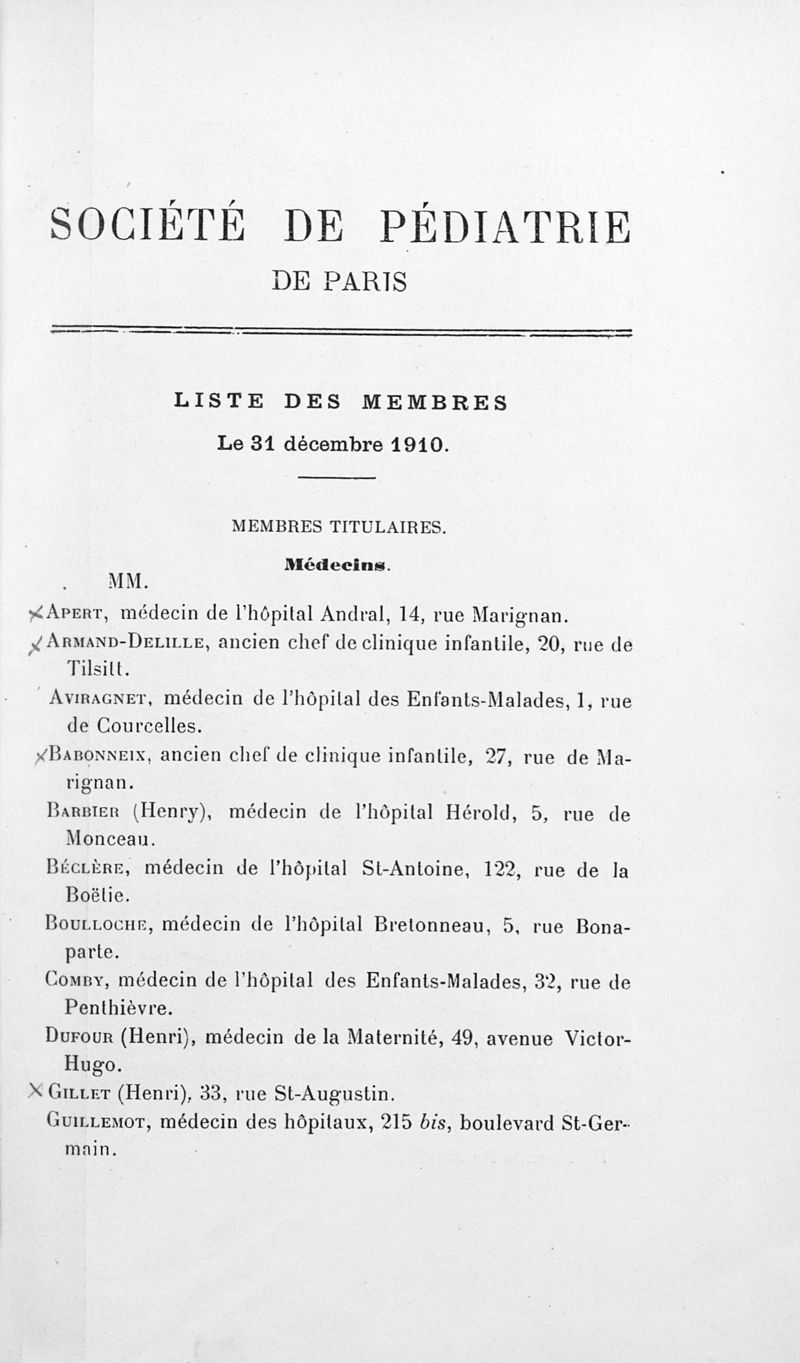 SOCIÉTÉ DE PÉDIATRIE
DE PARIS
LISTE DES MEMBRES
Le 31 décembre 1910.
MEMBRES TITULAIRES.
Médecins.
MM.
APERT, médecin de l'hôpital Andral, 14, rue Marignan.
ARMAND-DELILLE, ancien chef de clinique infantile, 20, rue de
Tilsitt.
AVIRAGNET, médecin de l'hôpital des Enfants-Malades, 1, rue
de Courcelles.
BABONNEIX, ancien chef de clinique infantile, 27, rue de Ma-
rignan.
BARBIER (Henry), médecin de l'hôpital Hérold, 5, rue de
Monceau.
BÉCLÈRE, médecin de l'hôpital St-Antoine, 122, rue de la
Boëtie.
BOULLOCHE, médecin de l'hôpital Bretonneau, 5, rue Bona-
parte.
COMBY, médecin de l'hôpital des Enfants-Malades, 32, rue de
Penthièvre.
DUFOUR (Henri), médecin de la Maternité, 49, avenue Victor-
Hugo.
GILLET (Henri), 33, rue St-Augustin.
GUILLEMOT, médecin des hôpitaux, 215 bis, boulevard St-Ger-
main.